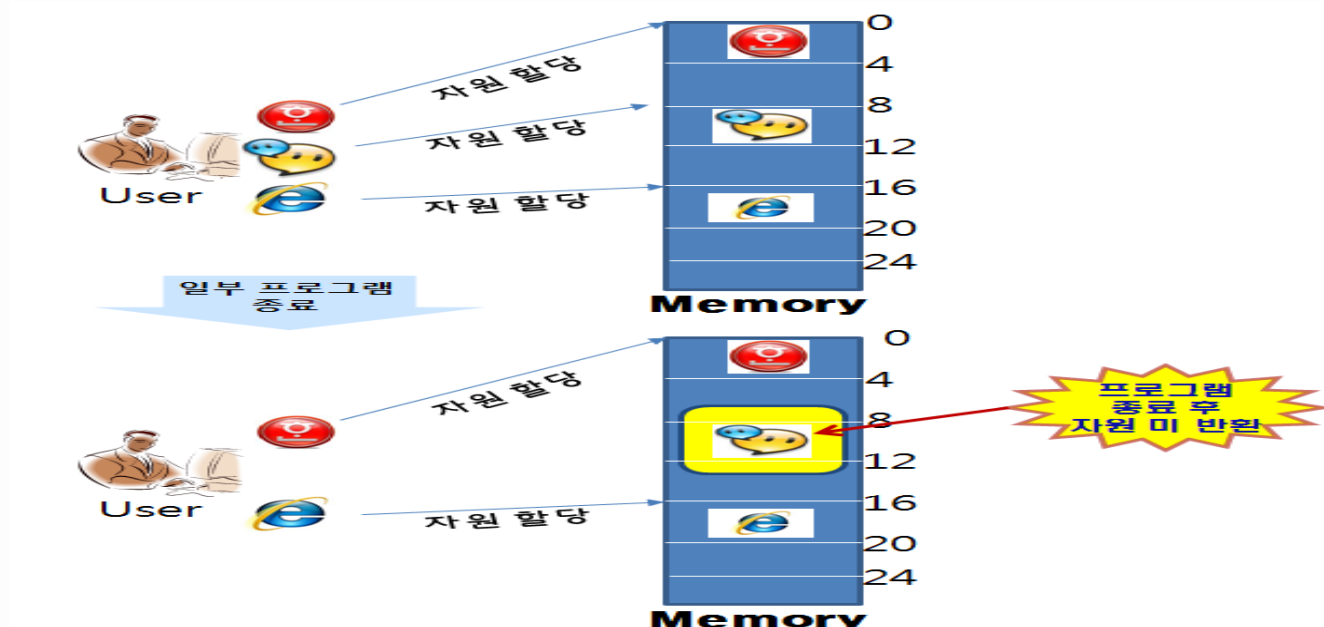 0
자원 할당
4
8
자원 할당
12
User
16
자원 할당
20
24
일부 프로그램
종료
Memory
0
자원 할당
4
프로그램
종료 후
자원 미 반환
8
12
User
16
자원 할당
20
24
Memory